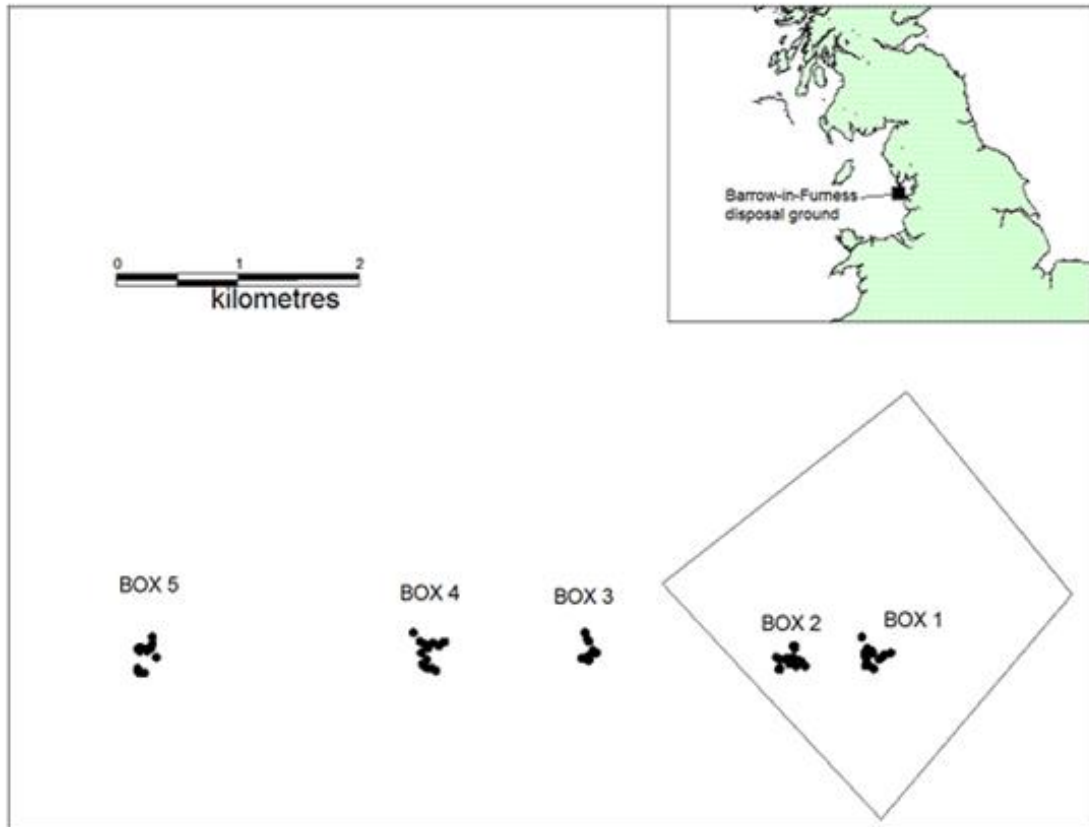 Barrow-in-Furness
disposal ground
0 1 2
kilometres
BOX 5
BOX 4
BOX 3
BOX 2
BOX 1